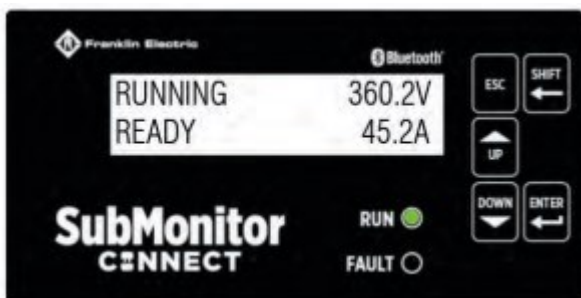 Franklin Electric
Bluetooth
RUNNING 360.2V
READY 45.2A
ESC
SHIFT
UP
DOWN
ENTER
SubMonitor
CONNECT
RUN
FAULT